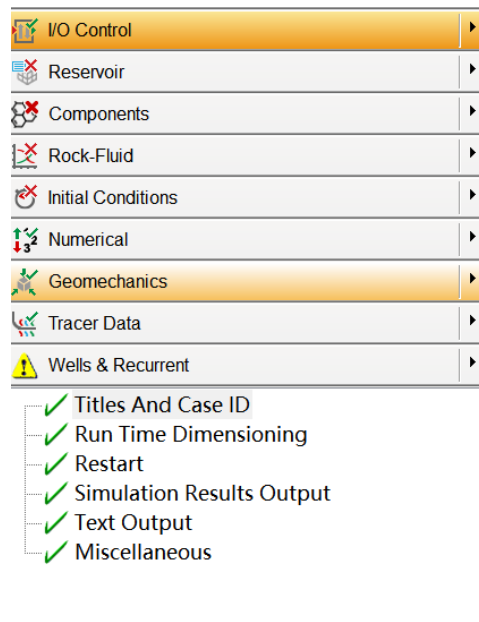 I/O Control
Reservoir
Components
Rock-Fluid
Initial Conditions
Numerical
Geomechanics
Tracer Data
Wells & Recurrent
Titles And Case ID
Run Time Dimensioning
Restart
Simulation Results Output
Text Output
Miscellaneous